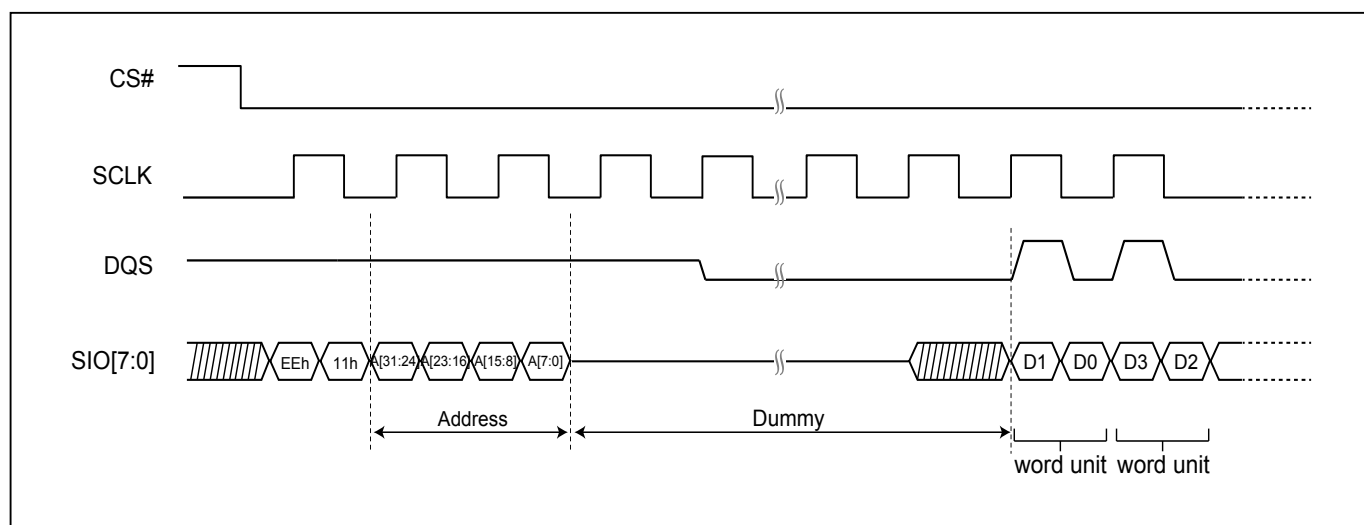 CS#
SCLK
DQS
SIO[7:0] EEh 11h A[31:24] A[23:16] A[15:8] A[7:0] D1 D0 D3 D2
Address Dummy
word unit word unit